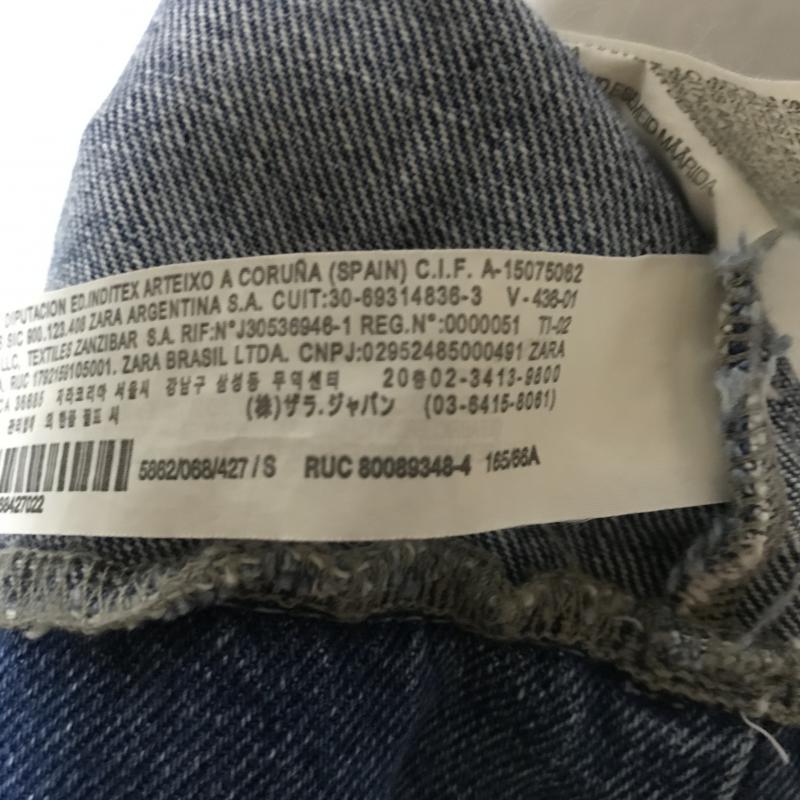 DIPUTACION ED.INDITEX ARTEIXO A CORUÑA (SPAIN) C.I.F. A-15075062
SIC 900.123.400 ZARA ARGENTINA S.A. CUIT:30-69314836-3 V-436-01
LLC, TEXTILES ZANZIBAR S.A. RIF:N°J30536946-1 REG.N°:0000051 TI-02
RUC 1792159105001. ZARA BRASIL LTDA. CNPJ:02952485000491 ZARA
36685 자라코리아 서울시 강남구 삼성동 무역센터 20층02-3413-9800
(株)ザラ.ジャパン (03-6415-8061)
5862/068/427 / S RUC 80089348-4 165/66A
68427022